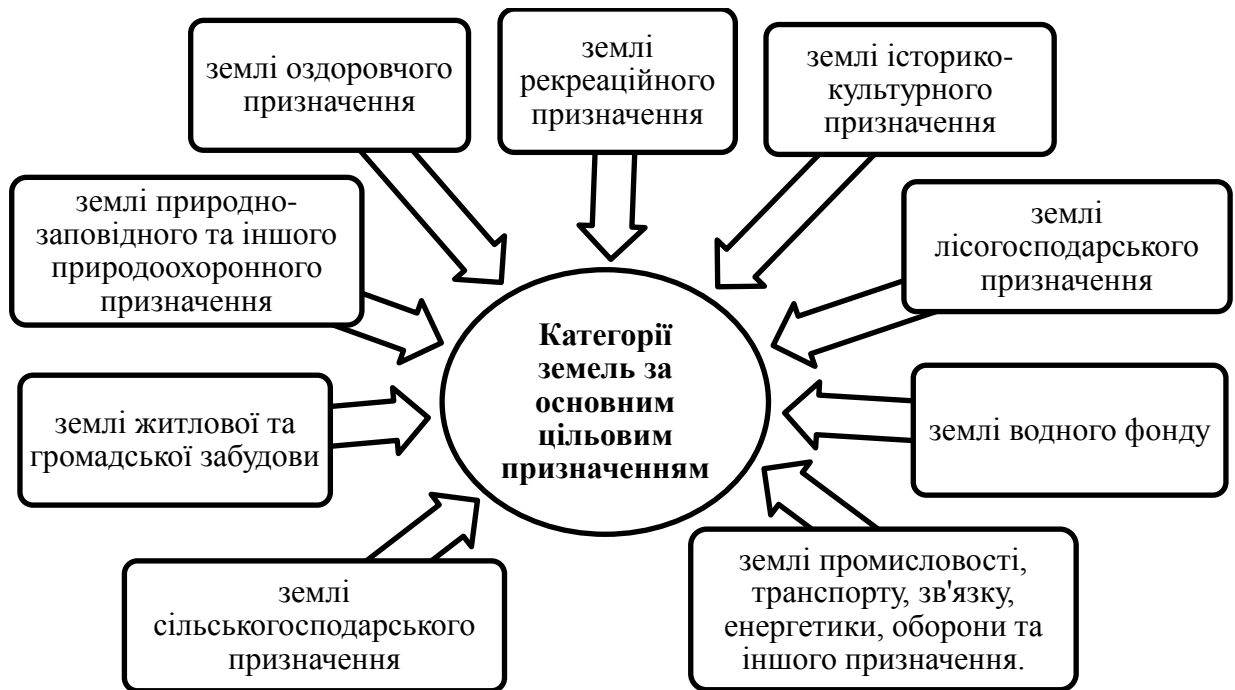 землі оздоровчого
призначення
землі
рекреаційного
призначення
землі історико-
культурного
призначення
землі природно-
заповідного та іншого
природоохоронного
призначення
землі
лісогосподарського
призначення
Категорії
земель за
основним
цільовим
призначенням
землі житлової та
громадської забудови
землі водного фонду
землі
сільськогосподарського
призначення
землі промисловості,
транспорту, зв'язку,
енергетики, оборони та
іншого призначення.